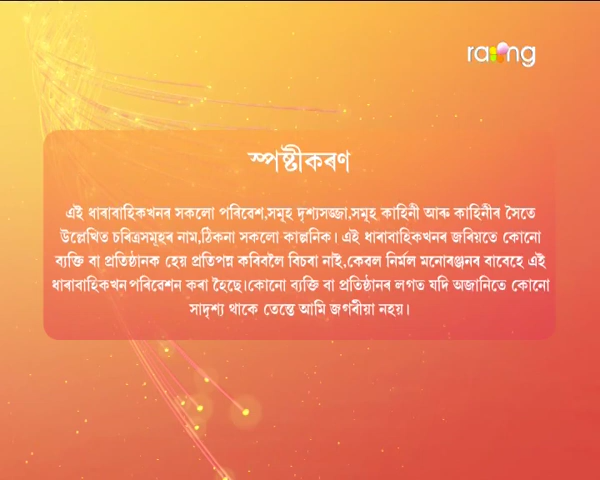 raong
স্পষ্টীকৰণ
এই ধাৰাবাহিকখনৰ সকলো পৰিৱেশ,সমূহ দৃশ্যসজ্জা,সমূহ কাহিনী আৰু কাহিনীৰ সৈতে
উল্লেখিত চৰিত্ৰসমূহৰ নাম,ঠিকনা সকলো কাল্পনিক। এই ধাৰাবাহিকখনৰ জৰিয়তে কোনো
ব্যক্তি বা প্ৰতিষ্ঠানক হেয় প্ৰতিপন্ন কৰিবলৈ বিচৰা নাই,কেৱল নিৰ্মল মনোৰঞ্জনৰ বাবেহে এই
ধাৰাবাহিকখন পৰিৱেশন কৰা হৈছে।কোনো ব্যক্তি বা প্ৰতিষ্ঠানৰ লগত যদি অজানিতে কোনো
সাদৃশ্য থাকে তেন্তে আমি জগৰীয়া নহয়।